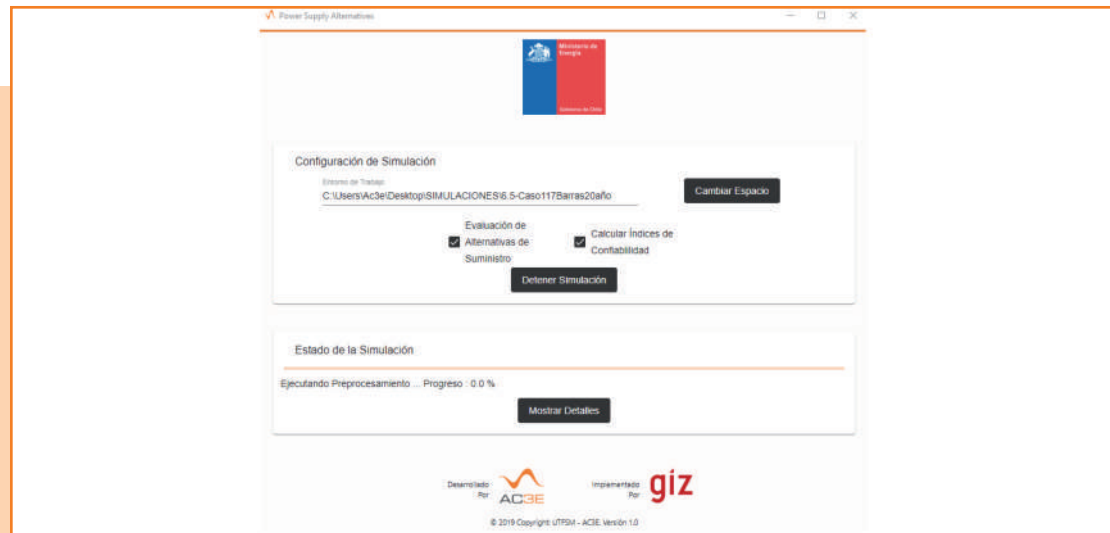 Power Supply Alternatives
Ministerio de
Energía
Gobierno de Chile
Configuración de Simulación
Entorno de Trabajo
C:\Users\Ac3e\Desktop\SIMULACIONES\6.5-Caso117Barras20año
Cambiar Espacio
Evaluación de
Alternativas de
Suministro
Calcular Índices de
Confiabilidad
Detener Simulación
Estado de la Simulación
Ejecutando Preprocesamiento ... Progreso : 0.0 %
Mostrar Detalles
Desarrollado
Por
AC3E
Implementado
Por
giz
© 2019 Copyright: UTFSM - AC3E. Versión 1.0